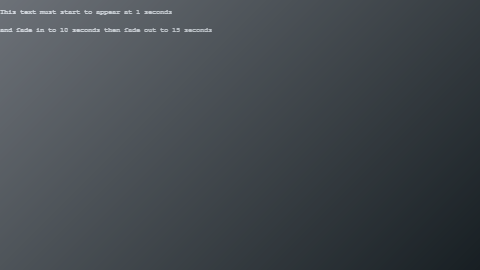 This text must start to appear at 1 seconds
and fade in to 10 seconds then fade out to 15 seconds